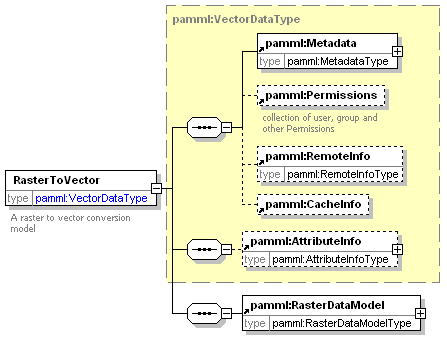 pamml:VectorDataType
pamml:Metadata
type pamml:MetadataType
pamml:Permissions
collection of user, group and
other Permissions
pamml:RemoteInfo
type pamml:RemoteInfoType
pamml:CacheInfo
RasterToVector
type pamml:VectorDataType
A raster to vector conversion
model
pamml:AttributeInfo
type pamml:AttributeInfoType
pamml:RasterDataModel
type pamml:RasterDataModelType